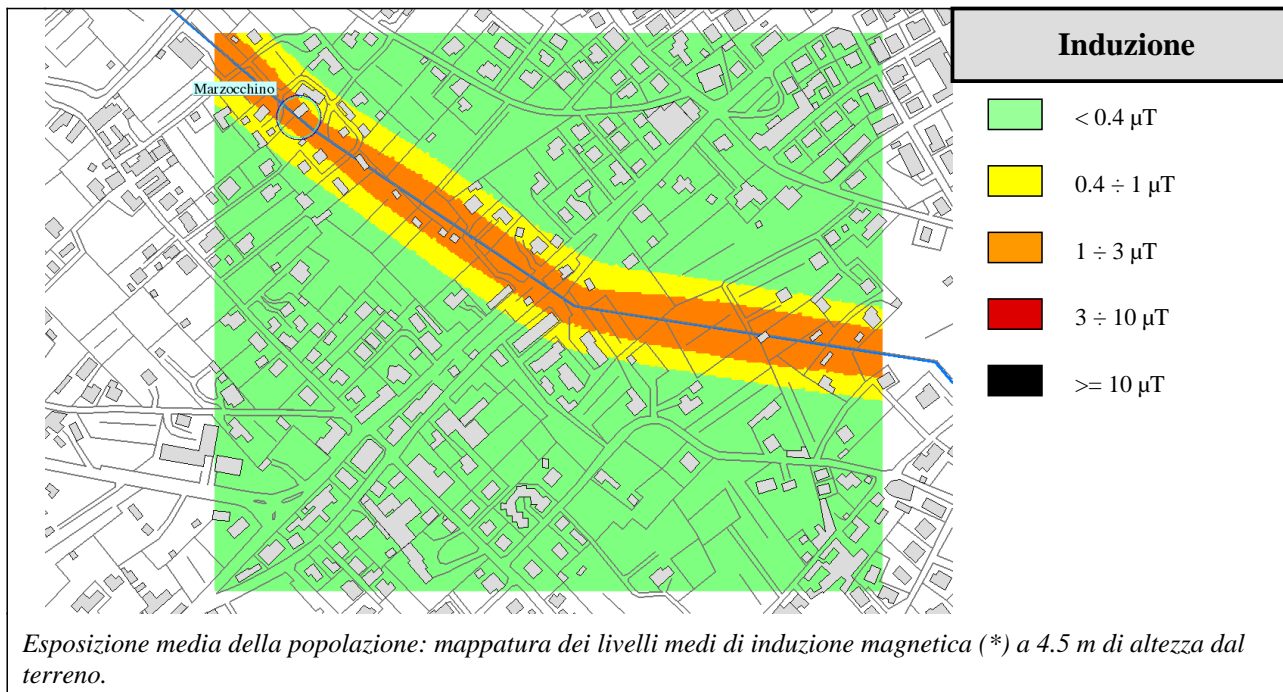 Induzione
Marzocchino
< 0.4 µT
0.4 ÷ 1 µT
1 ÷ 3 µT
3 ÷ 10 µT
>= 10 µT
Esposizione media della popolazione: mappatura dei livelli medi di induzione magnetica (*) a 4.5 m di altezza dal
terreno.